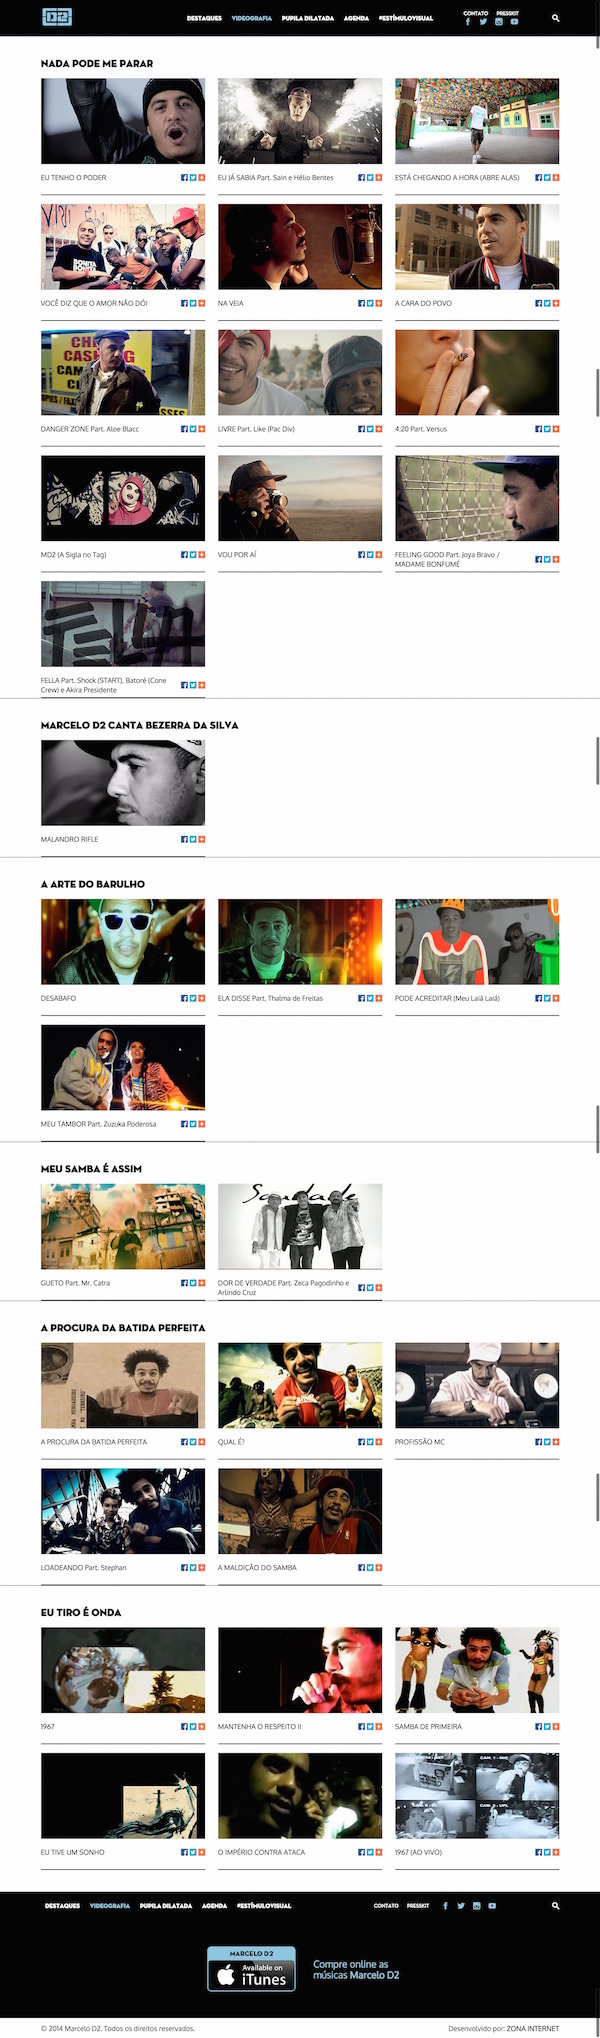 D2
DESTAQUES VIDEOGRAFIA PUPILA DILATADA AGENDA #ESTÍMULOVISUAL
CONTATO PRESSKIT
NADA PODE ME PARAR
EU TENHO O PODER
EU JÁ SABIA Part. Sain e Hélio Bentes
ESTÁ CHEGANDO A HORA (ABRE ALAS)
VOCÊ DIZ QUE O AMOR NÃO DÓI
NA VEIA
A CARA DO POVO
DANGER ZONE Part. Aloe Blacc
LIVRE Part. Like (Pac Div)
4:20 Part. Versus
MD2
MD2 (A Sigla no Tag)
VOU POR AÍ
FEELING GOOD Part. Joya Bravo /
MADAME BONFUMÉ
FELLA
FELLA Part. Shock (START), Batoré (Cone
Crew) e Akira Presidente
MARCELO D2 CANTA BEZERRA DA SILVA
MALANDRO RIFLE
A ARTE DO BARULHO
DESABAFO
ELA DISSE Part. Thalma de Freitas
PODE ACREDITAR (Meu Laiá Laiá)
MEU TAMBOR Part. Zuzuka Poderosa
MEU SAMBA É ASSIM
Saudade
GUETO Part. Mr. Catra
DOR DE VERDADE Part. Zeca Pagodinho e
Arlindo Cruz
A PROCURA DA BATIDA PERFEITA
A PROCURA DA BATIDA PERFEITA
QUAL É?
PROFISSÃO MC
LOADEANDO Part. Stephan
A MALDIÇÃO DO SAMBA
EU TIRO É ONDA
1967
MANTENHA O RESPEITO II
SAMBA DE PRIMEIRA
EU TIVE UM SONHO
O IMPÉRIO CONTRA ATACA
1967 (AO VIVO)
DESTAQUES VIDEOGRAFIA PUPILA DILATADA AGENDA #ESTÍMULOVISUAL
CONTATO PRESSKIT
MARCELO D2
Available on
iTunes
Compre online as
músicas Marcelo D2
© 2014 Marcelo D2. Todos os direitos reservados.
Desenvolvido por: ZONA INTERNET